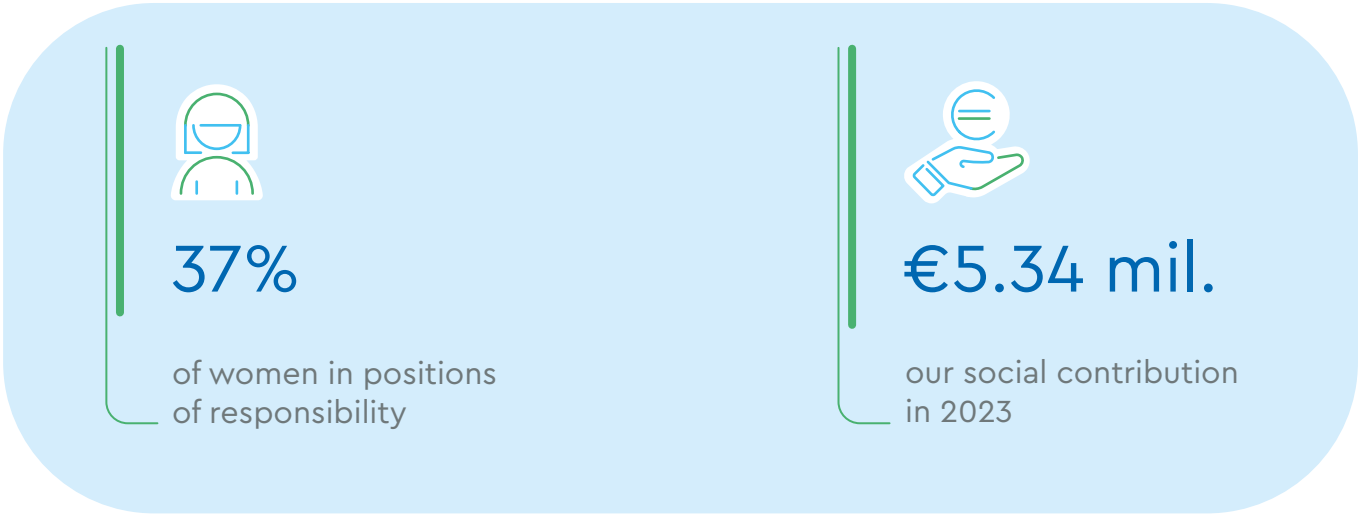 37%
of women in positions
of responsibility
€5.34 mil.
our social contribution
in 2023